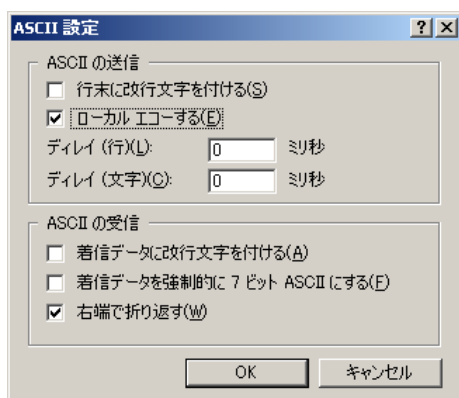 ASCII 設定
ASCII の送信
行末に改行文字を付ける(S)
ローカル エコーする(E)
ディレイ (行)(L): 0 ミリ秒
ディレイ (文字)(C): 0 ミリ秒
ASCII の受信
着信データに改行文字を付ける(A)
着信データを強制的に 7 ビット ASCII にする(F)
右端で折り返す(W)
OK キャンセル